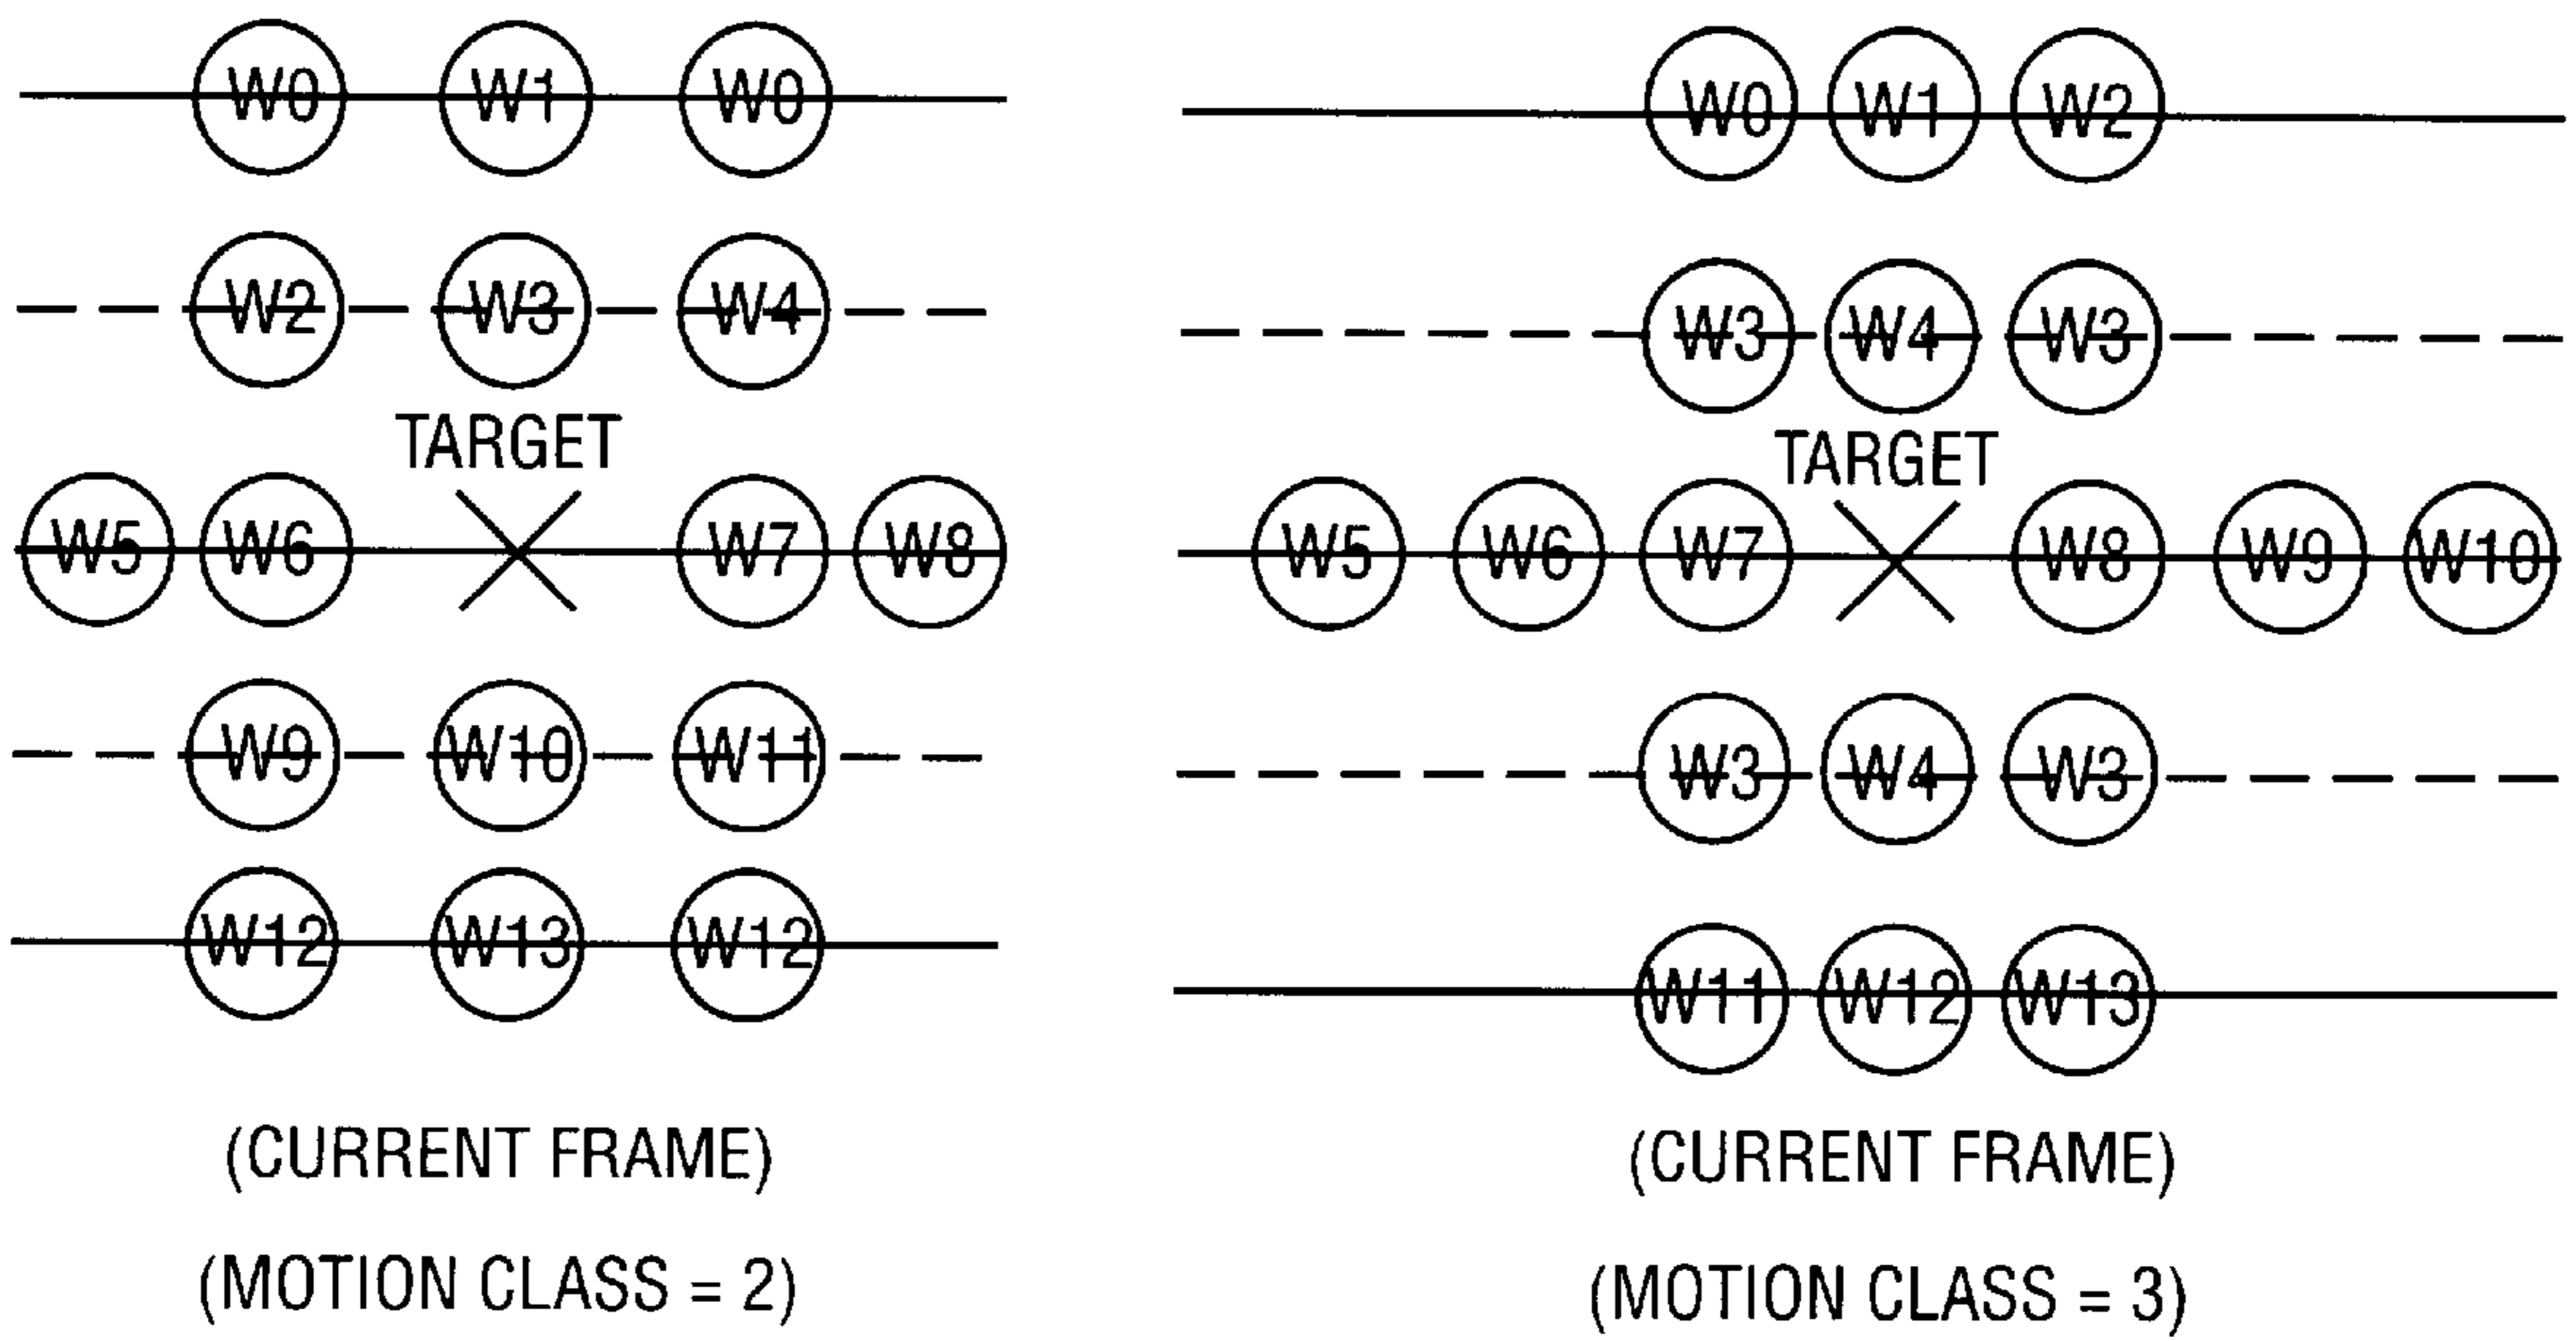 W0 W1 W0
W2 W3 W4
TARGET
W5 W6 W7 W8
W9 W10 W11
W12 W13 W12
(CURRENT FRAME)
(MOTION CLASS = 2)
W0 W1 W2
W3 W4 W3
TARGET
W5 W6 W7 W8 W9 W10
W3 W4 W3
W11 W12 W13
(CURRENT FRAME)
(MOTION CLASS = 3)